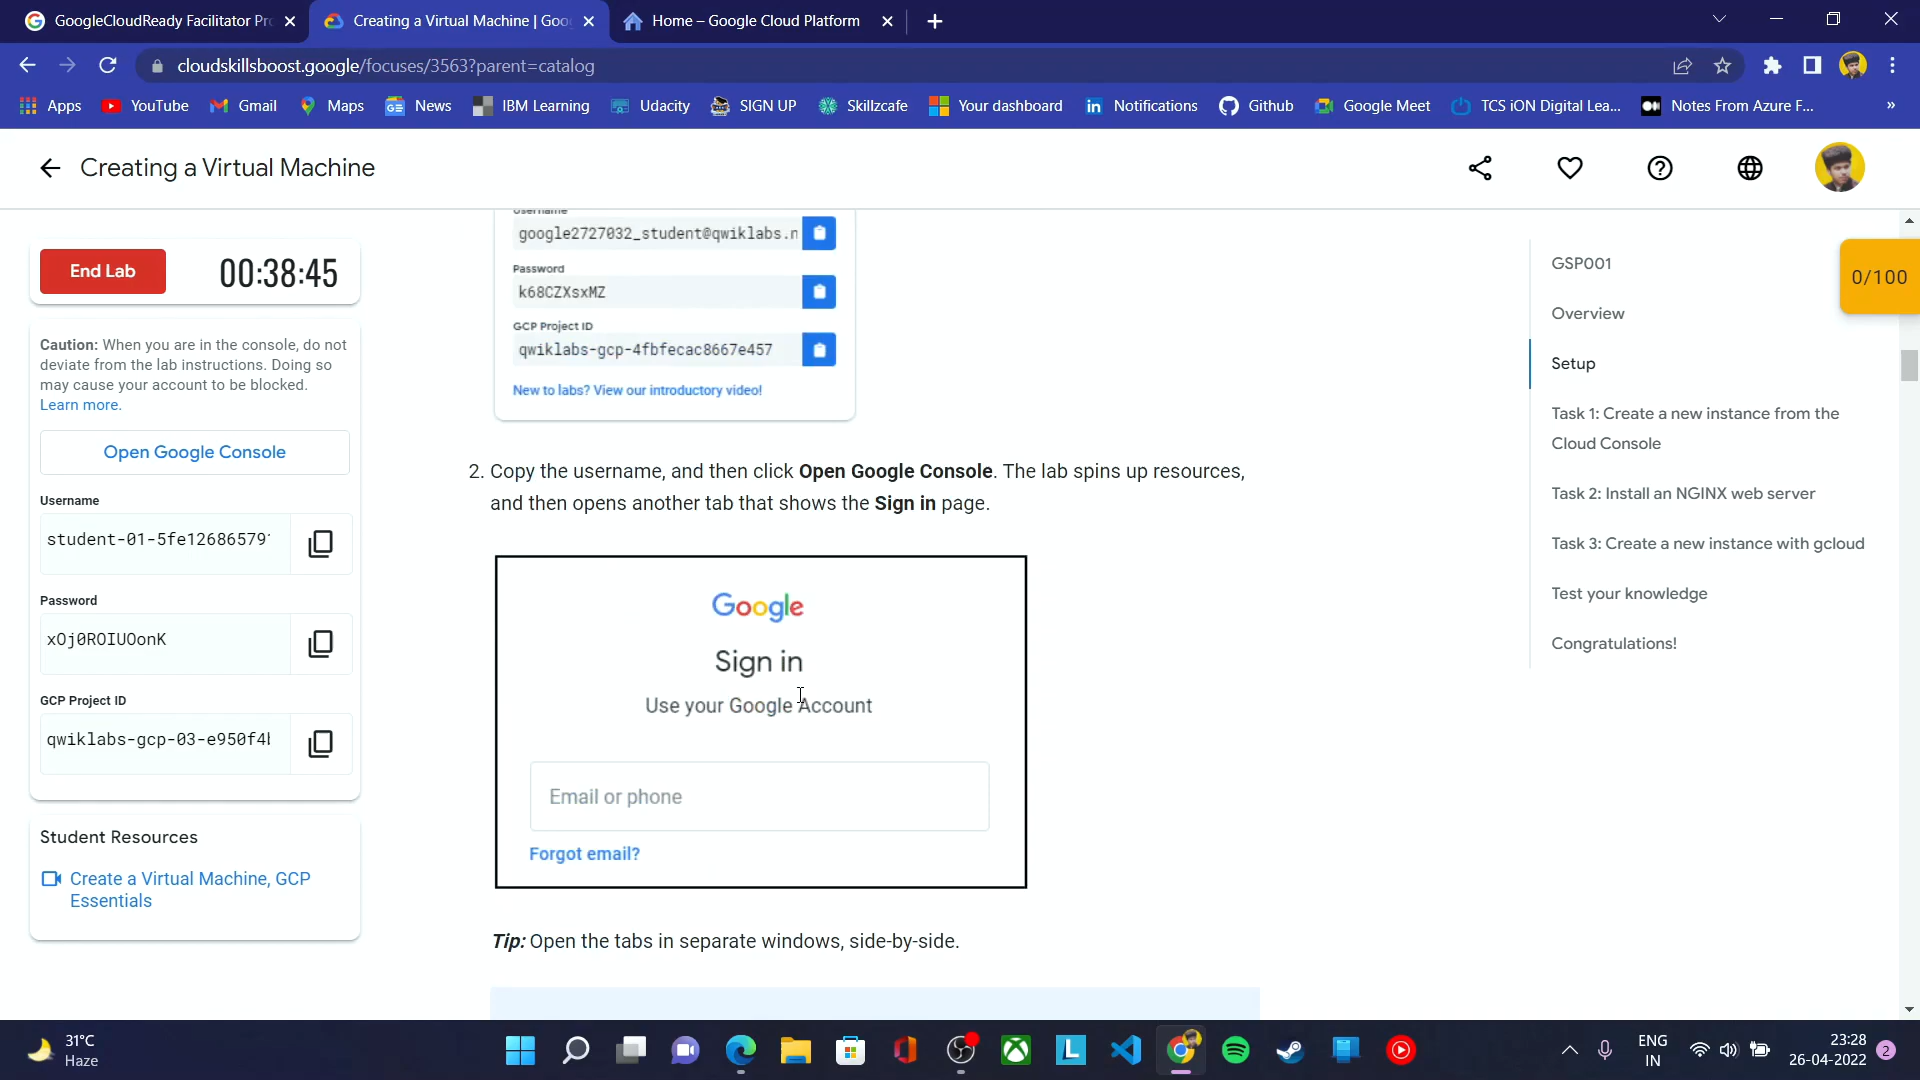 GoogleCloudReady Facilitator Pro
Creating a Virtual Machine | Goo
Home – Google Cloud Platform
cloudskillsboost.google/focuses/3563?parent=catalog
Apps
YouTube
Gmail
Maps
News
IBM Learning
Udacity
SIGN UP
Skillzcafe
Your dashboard
Notifications
Github
Google Meet
TCS iON Digital Lea...
Notes From Azure F...
»
Creating a Virtual Machine
End Lab
00:38:45
Caution: When you are in the console, do not
deviate from the lab instructions. Doing so
may cause your account to be blocked.
Learn more.
Open Google Console
Username
student-01-5fe126865791
Password
xOj0ROIUOonK
GCP Project ID
qwiklabs-gcp-03-e950f4
Student Resources
Create a Virtual Machine, GCP
Essentials
Username
google2727032_student@qwiklabs.n
Password
k68CZXsxMZ
GCP Project ID
qwiklabs-gcp-4fbfecac8667e457
New to labs? View our introductory video!
2. Copy the username, and then click Open Google Console. The lab spins up resources,
and then opens another tab that shows the Sign in page.
Google
Sign in
Use your Google Account
Email or phone
Forgot email?
Tip: Open the tabs in separate windows, side-by-side.
GSP001
Overview
Setup
Task 1: Create a new instance from the
Cloud Console
Task 2: Install an NGINX web server
Task 3: Create a new instance with gcloud
Test your knowledge
Congratulations!
0/100
31°C
Haze
L
ENG
IN
23:28
26-04-2022
2